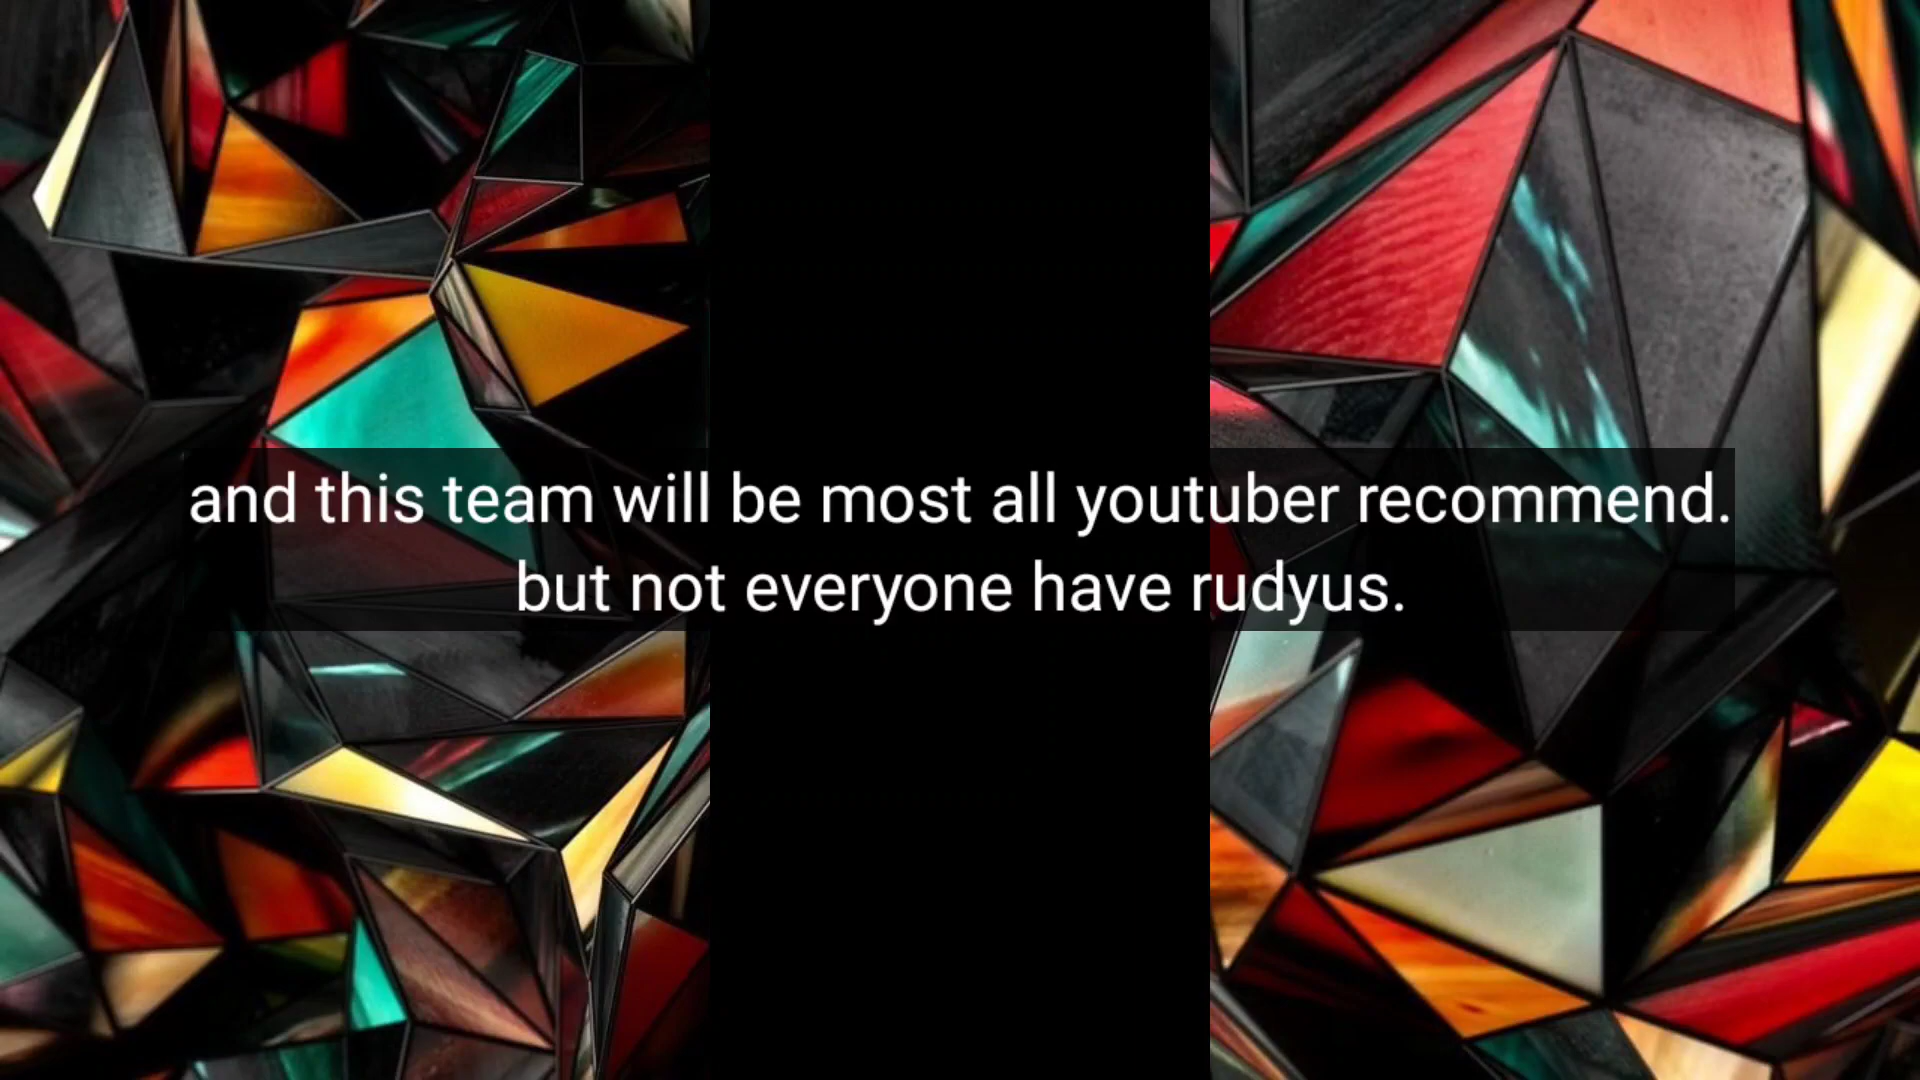 and this team will be most all youtuber recommend.
but not everyone have rudyus.